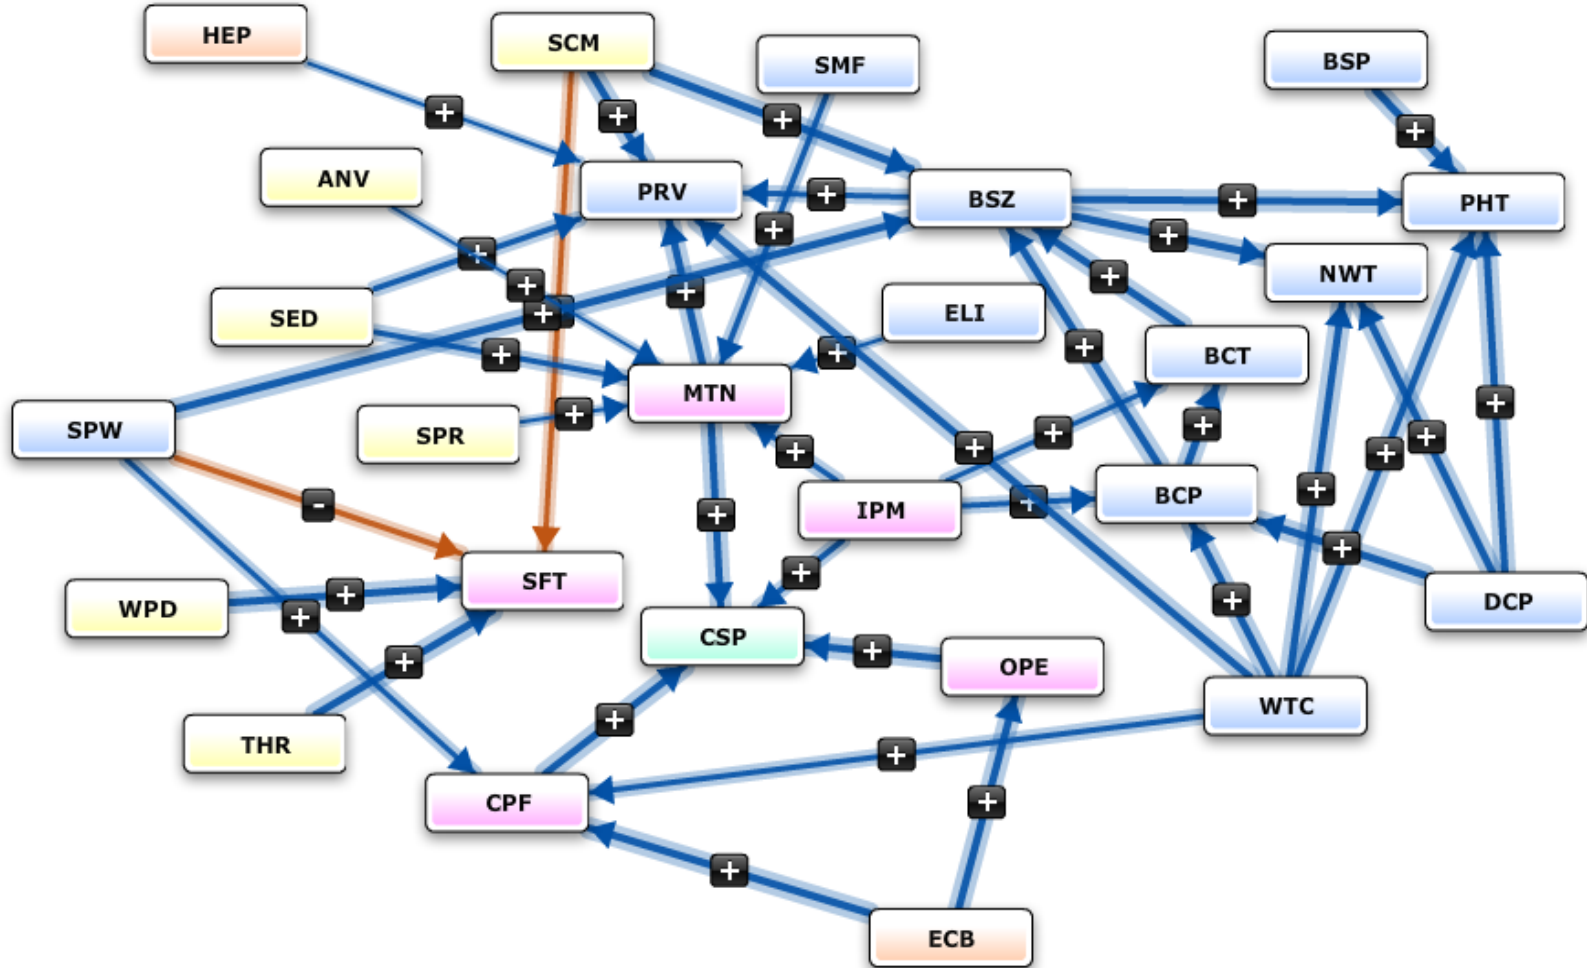 HEP
SCM
SMF
BSP
+
+
+
+
ANV
PRV
BSZ
PHT
+
+
+
+
+
NWT
SED
+
+
+
+
ELI
+
BCT
+
+
+
MTN
SPW
SPR
+
+
+
+
+
+
+
+
IPM
BCP
+
+
-
+
+
+
SFT
WPD
+
+
+
DCP
+
CSP
+
OPE
+
WTC
THR
+
+
CPF
+
+
ECB